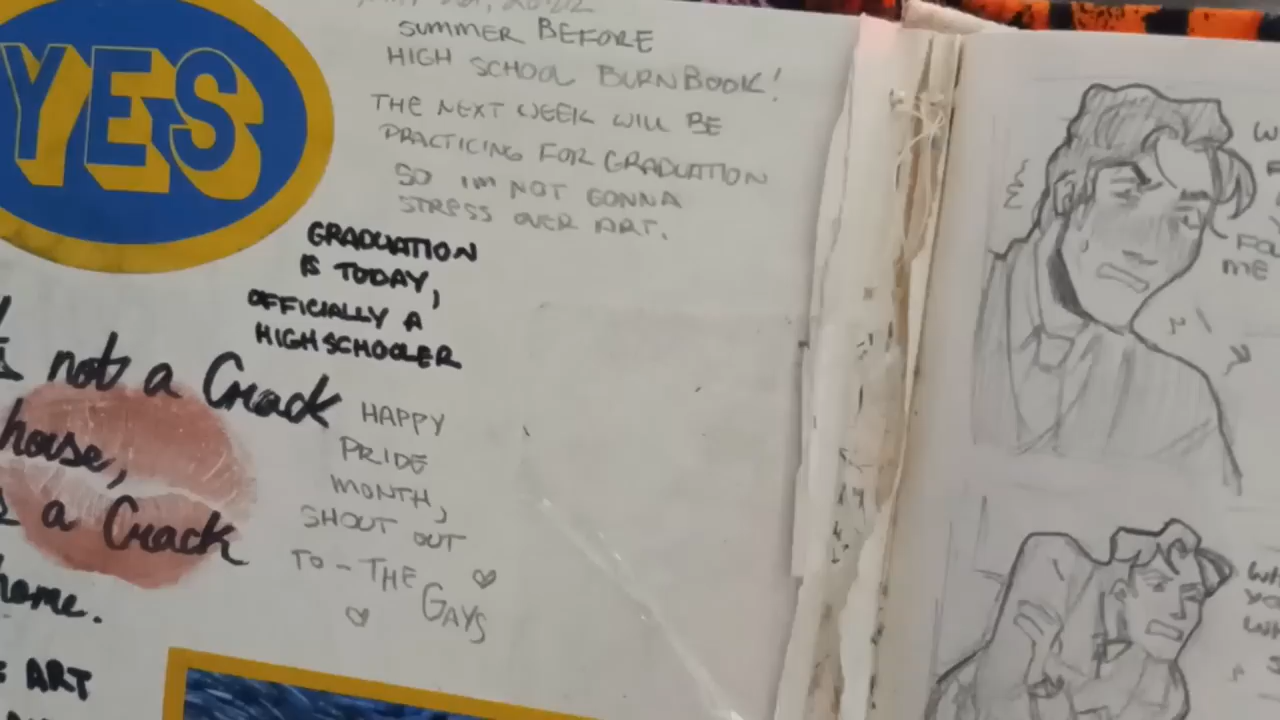 YES
SUMMER BEFORE
HIGH SCHOOL BURNBOOK!
THE NEXT WEEK WILL BE
PRACTICING FOR GRADUATION
SO IM NOT GONNA
STRESS OVER ART.
GRADUATION
IS TODAY,
OFFICIALLY A
HIGHSCHOOLER
not a Crack
house,
a Crack
home.
HAPPY
PRIDE
MONTH,
SHOUT OUT
TO - THE
GAYS
ART
ME